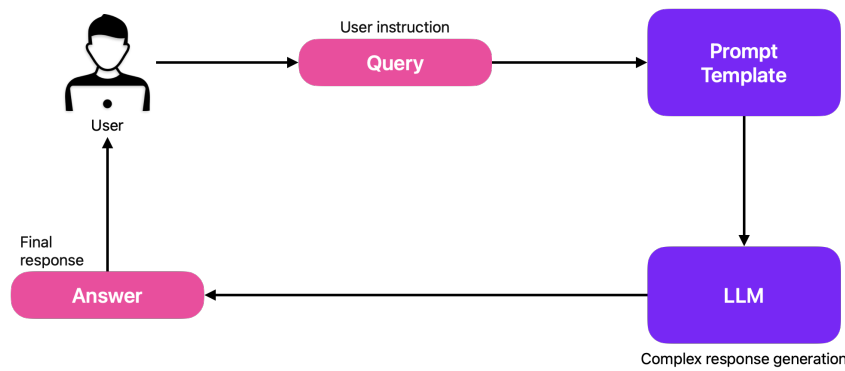 User instruction
Query
Prompt
Template
User
Final
response
Answer
LLM
Complex response generation